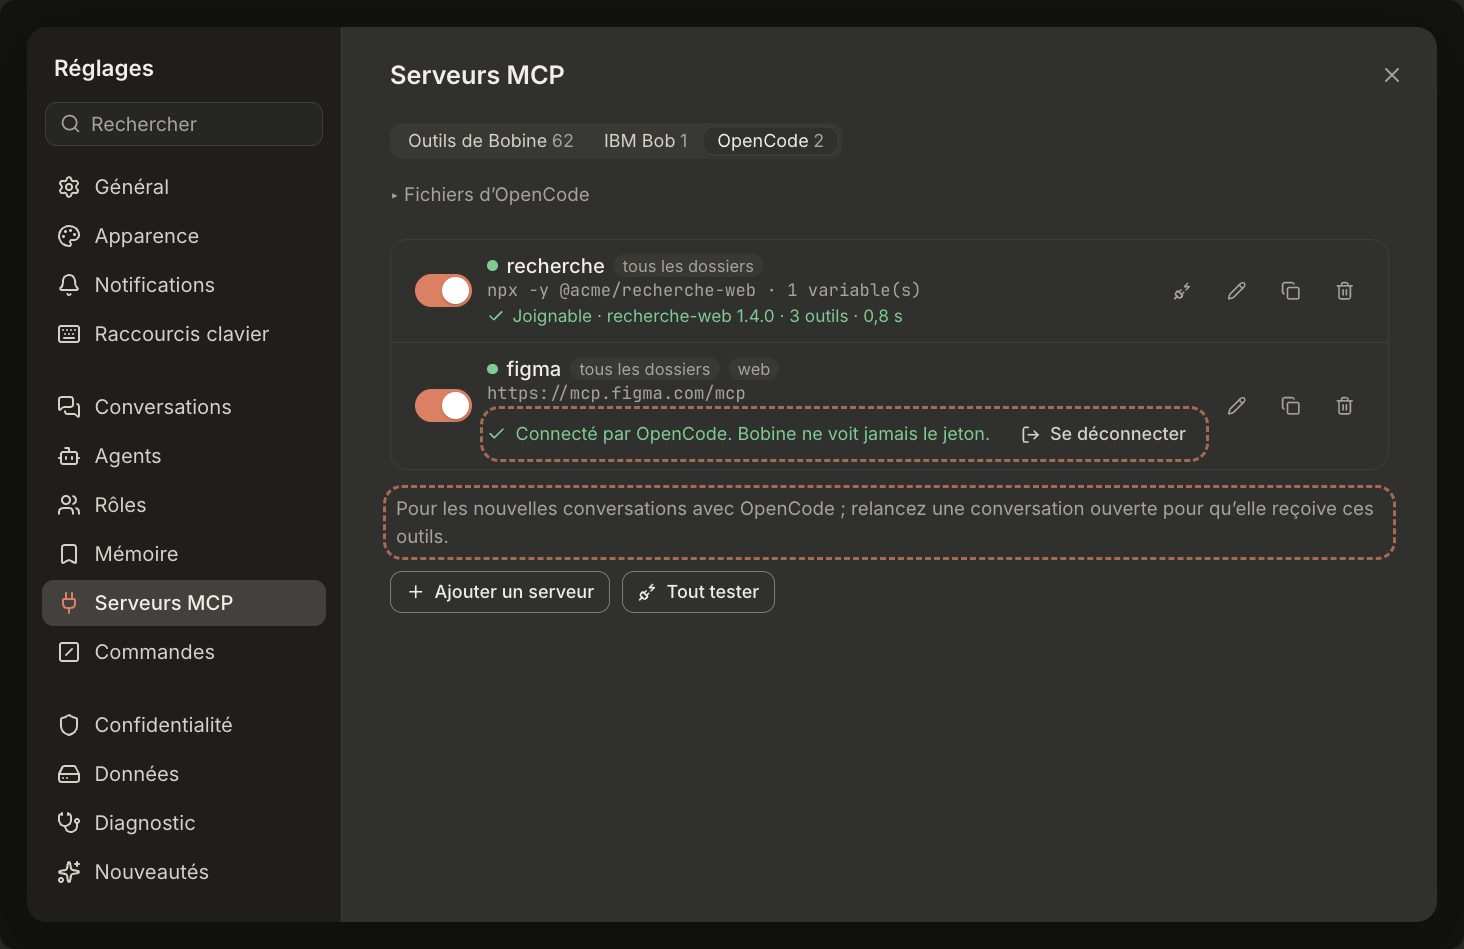 Réglages
Rechercher
Général
Apparence
Notifications
Raccourcis clavier
Conversations
Agents
Rôles
Mémoire
Serveurs MCP
Commandes
Confidentialité
Données
Diagnostic
Nouveautés
Serveurs MCP
Outils de Bobine 62 IBM Bob 1 OpenCode 2
Fichiers d’OpenCode
recherche tous les dossiers
npx -y @acme/recherche-web · 1 variable(s)
Joignable · recherche-web 1.4.0 · 3 outils · 0,8 s
figma tous les dossiers web
https://mcp.figma.com/mcp
Connecté par OpenCode. Bobine ne voit jamais le jeton. Se déconnecter
Pour les nouvelles conversations avec OpenCode ; relancez une conversation ouverte pour qu’elle reçoive ces
outils.
Ajouter un serveur Tout tester